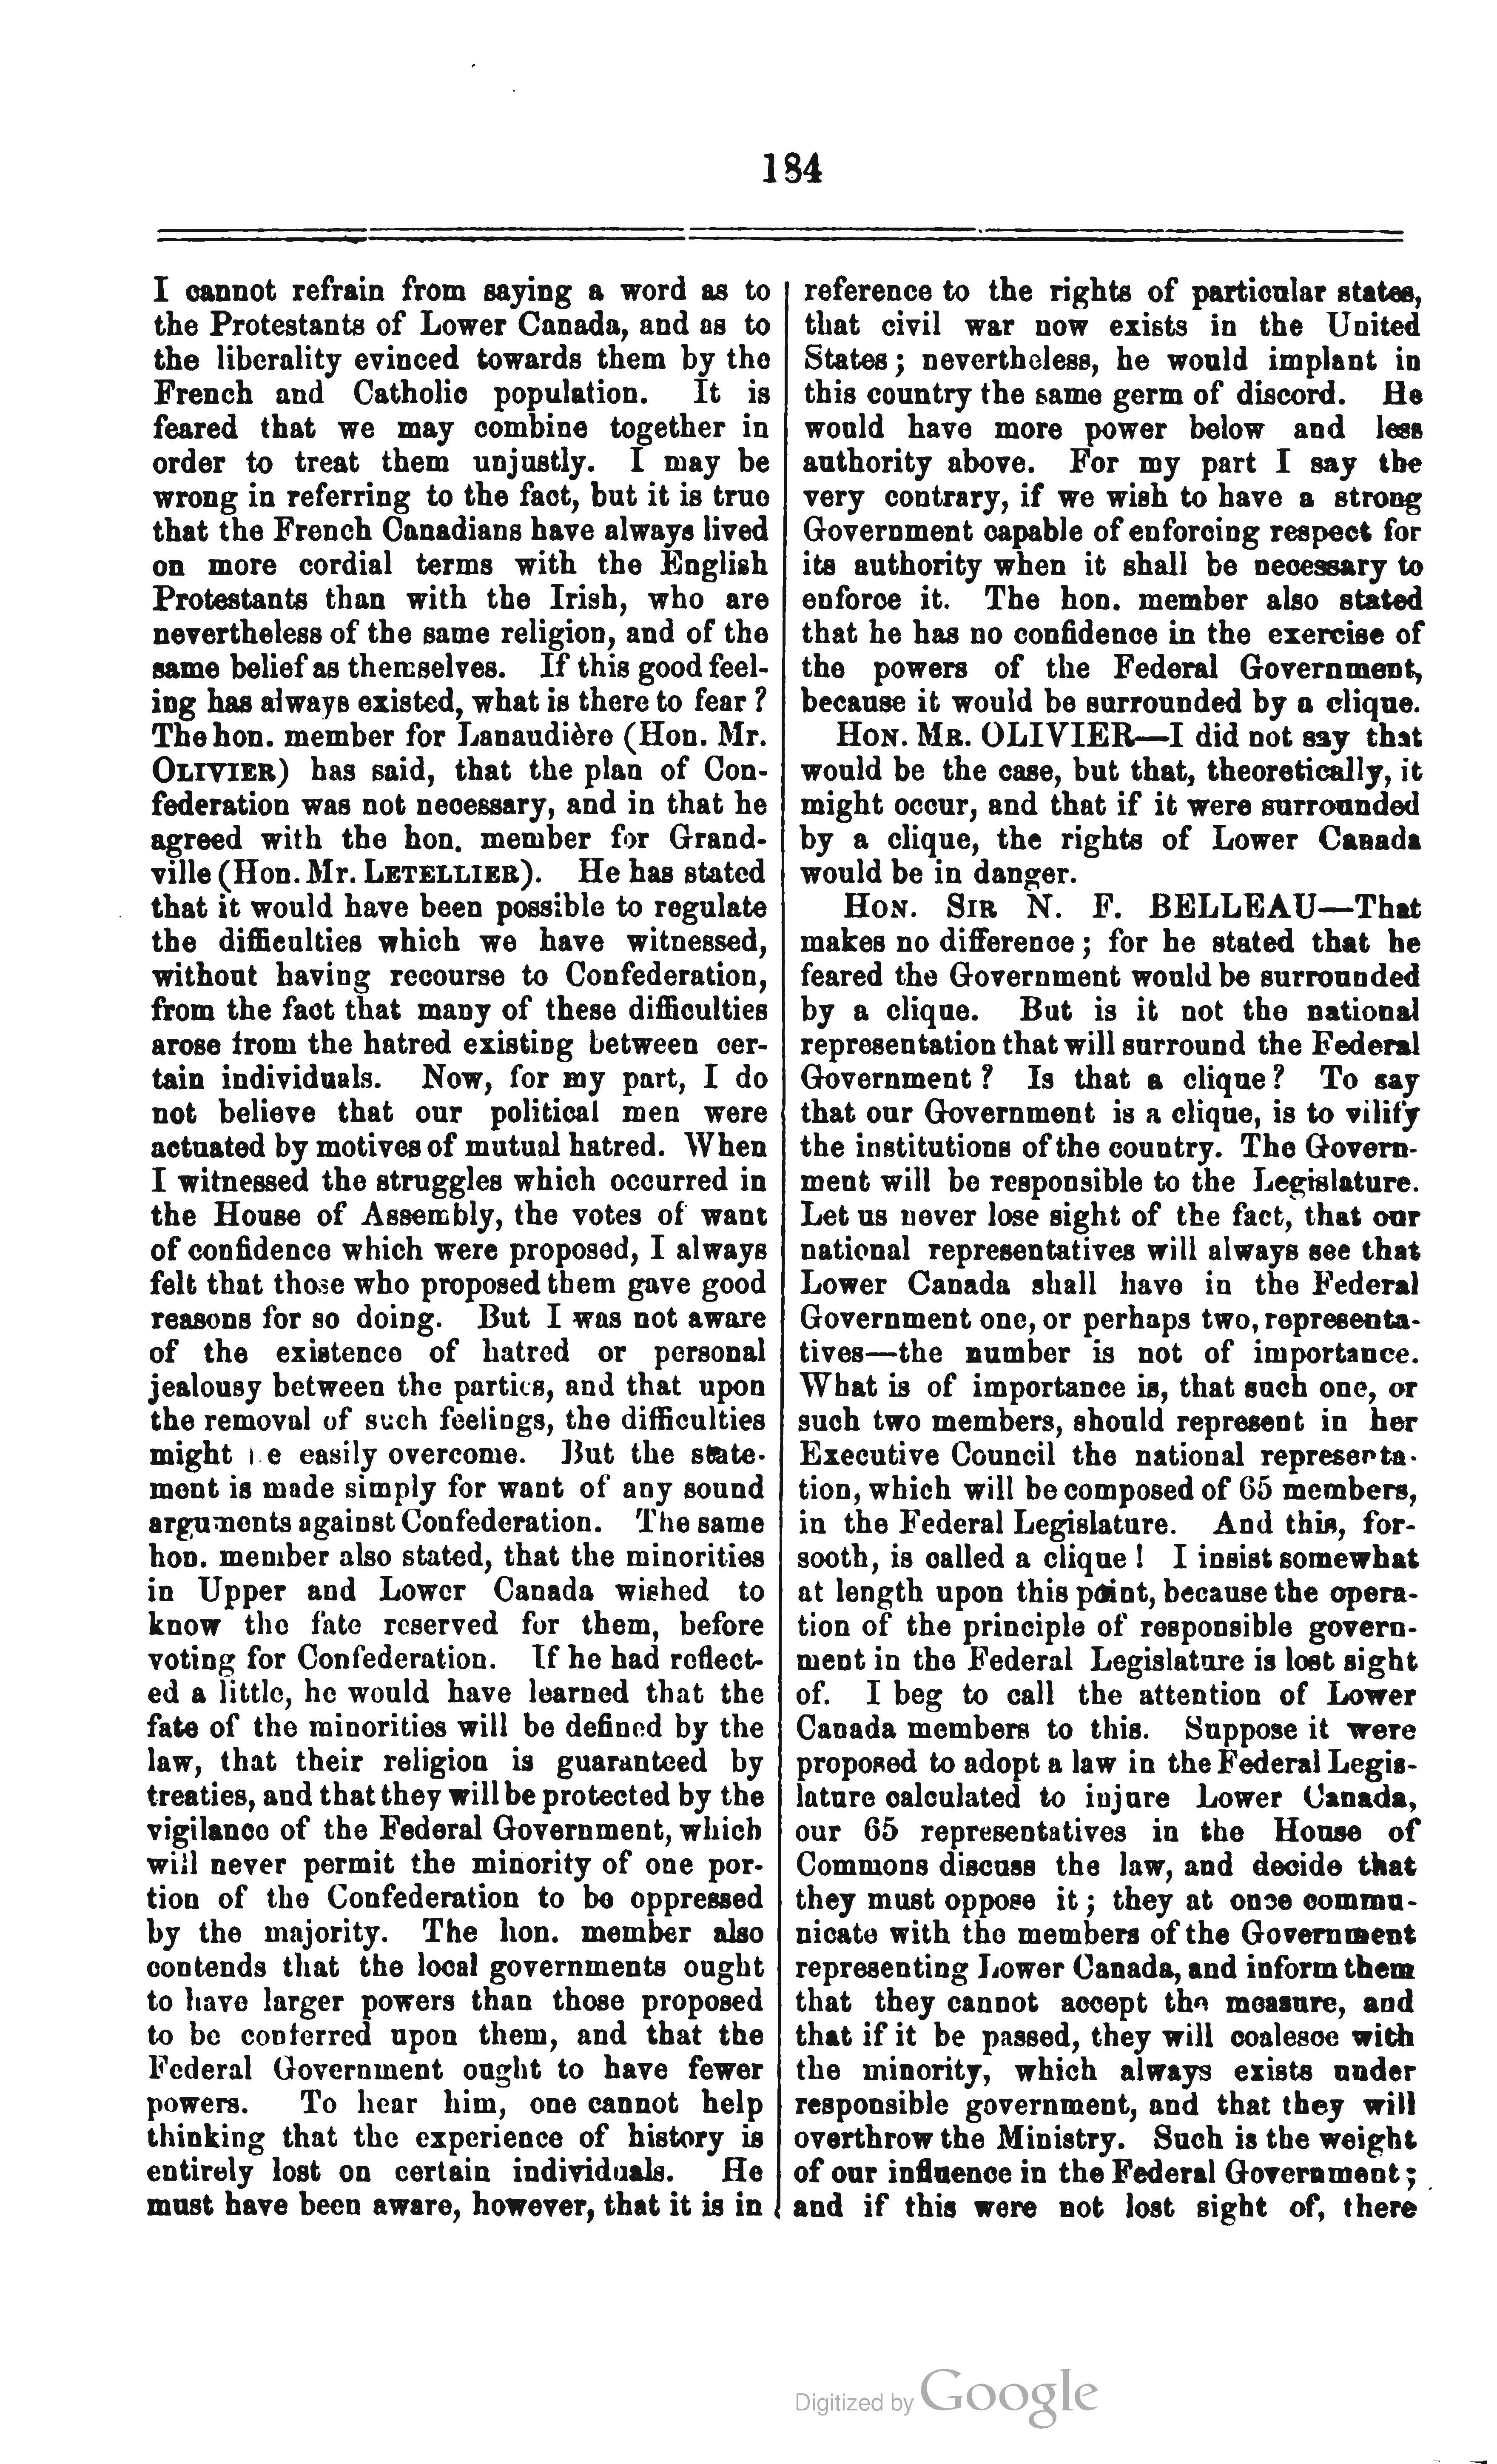 184
I cannot refrain from saying a word as to
the Protestants of Lower Canada, and as to
the liberality evinced towards them by the
French and Catholic population. It is
feared that we may combine together in
order to treat them unjustly. I may be
wrong in referring to the fact, but it is true
that the French Canadians have always lived
on more cordial terms with the English
Protestants than with the Irish, who are
nevertheless of the same religion, and of the
same belief as themselves. If this good feel-
ing has always existed, what is there to fear?
The hon. member for Lanaudière (Hon. Mr.
OLIVIER) has said, that the plan of Con-
federation was not necessary, and in that he
agreed with the hon. member for Grand-
ville (Hon. Mr. LETELLIER). He has stated
that it would have been possible to regulate
the difficulties which we have witnessed,
without having recourse to Confederation,
from the fact that many of these difficulties
arose from the hatred existing between cer-
tain individuals. Now, for my part, I do
not believe that our political men were
actuated by motives of mutual hatred. When
I witnessed the struggles which occurred in
the House of Assembly, the votes of want
of confidence which were proposed, I always
felt that those who proposed them gave good
reasons for so doing. But I was not aware
of the existence of hatred or personal
jealousy between the parties, and that upon
the removal of such feelings, the difficulties
might be easily overcome. But the state-
ment is made simply for want of any sound
arguments against Confederation. The same
hon. member also stated, that the minorities
in Upper and Lower Canada wished to
know the fate reserved for them, before
voting for Confederation. If he had reflect-
ed a little, he would have learned that the
fate of the minorities will be defined by the
law, that their religion is guaranteed by
treaties, and that they will be protected by the
vigilance of the Federal Government, which
will never permit the minority of one por-
tion of the Confederation to be oppressed
by the majority. The hon. member also
contends that the local governments ought
to have larger powers than those proposed
to be conferred upon them, and that the
Federal Government ought to have fewer
powers. To hear him, one cannot help
thinking that the experience of history is
entirely lost on certain individuals. He
must have been aware, however, that it is in
reference to the rights of particular states,
that civil war now exists in the United
States; nevertheless, he would implant in
this country the same germ of discord. He
would have more power below and less
authority above. For my part I say the
very contrary, if we wish to have a strong
Government capable of enforcing respect for
its authority when it shall be necessary to
enforce it. The hon. member also stated
that he has no confidence in the exercise of
the powers of the Federal Government,
because it would be surrounded by a clique.
HON. MR. OLIVIER—I did not say that
would be the case, but that, theoretically, it
might occur, and that if it were surrounded
by a clique, the rights of Lower Canada
would be in danger.
HON. SIR N. F. BELLEAU—That
makes no difference; for he stated that he
feared the Government would be surrounded
by a clique. But is it not the national
representation that will surround the Federal
Government? Is that a clique? To say
that our Government is a clique, is to vilify
the institutions of the country. The Govern-
ment will be responsible to the Legislature.
Let us never lose sight of the fact, that our
national representatives will always see that
Lower Canada shall have in the Federal
Government one, or perhaps two, representa-
tives—the number is not of importance.
What is of importance is, that such one, or
such two members, should represent in her
Executive Council the national representa-
tion, which will be composed of 65 members,
in the Federal Legislature. And this, for-
sooth, is called a clique! I insist somewhat
at length upon this point, because the opera-
tion of the principle of responsible govern-
ment in the Federal Legislature is lost sight
of. I beg to call the attention of Lower
Canada members to this. Suppose it were
proposed to adopt a law in the Federal Legis-
lature calculated to injure Lower Canada,
our 65 representatives in the House of
Commons discuss the law, and decide that
they must oppose it; they at once commu-
nicate with the members of the Government
representing Lower Canada, and inform them
that they cannot accept the measure, and
that if it be passed, they will coalesce with
the minority, which always exists under
responsible government, and that they will
overthrow the Ministry. Such is the weight
of our influence in the Federal Government;
and if this were not lost sight of, there
Digitized by Google